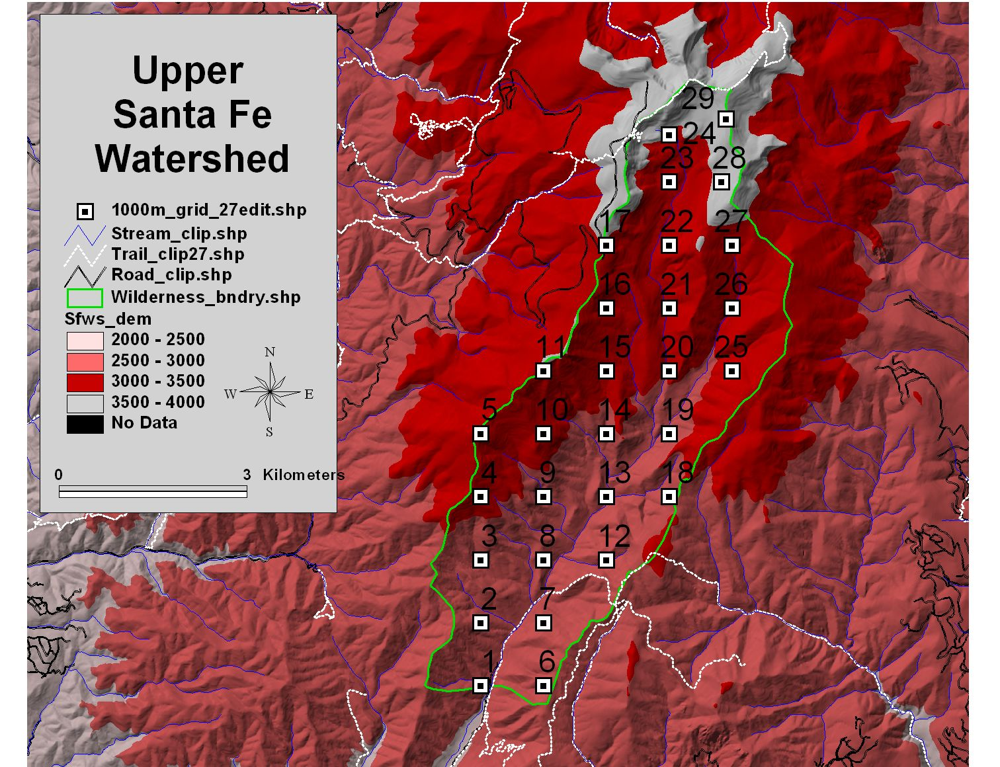 Upper
Santa Fe
Watershed
1000m_grid_27edit.shp
Stream_clip.shp
Trail_clip27.shp
Road_clip.shp
Wilderness_bndry.shp
Sfws_dem
2000 - 2500
2500 - 3000
3000 - 3500
3500 - 4000
No Data
N
W E
S
0 3 Kilometers
29
24
23 28
17 22 27
16 21 26
11 15 20 25
5 10 14 19
4 9 13 18
3 8 12
2 7
1 6